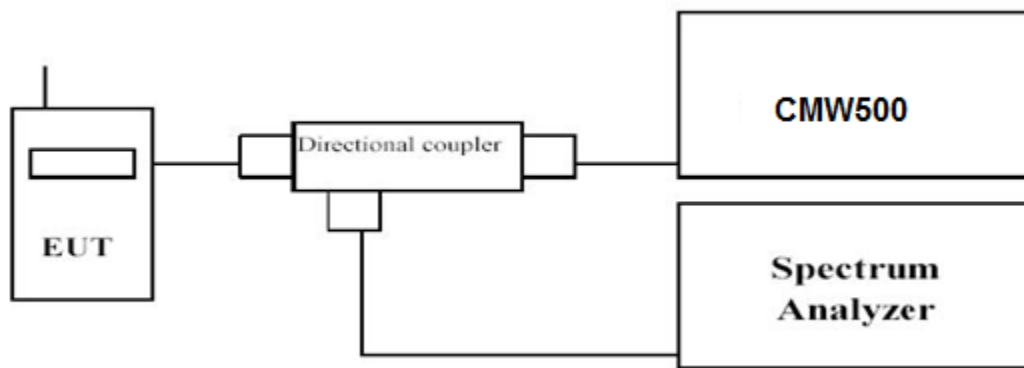 Directional coupler
CMW500
EUT
Spectrum
Analyzer